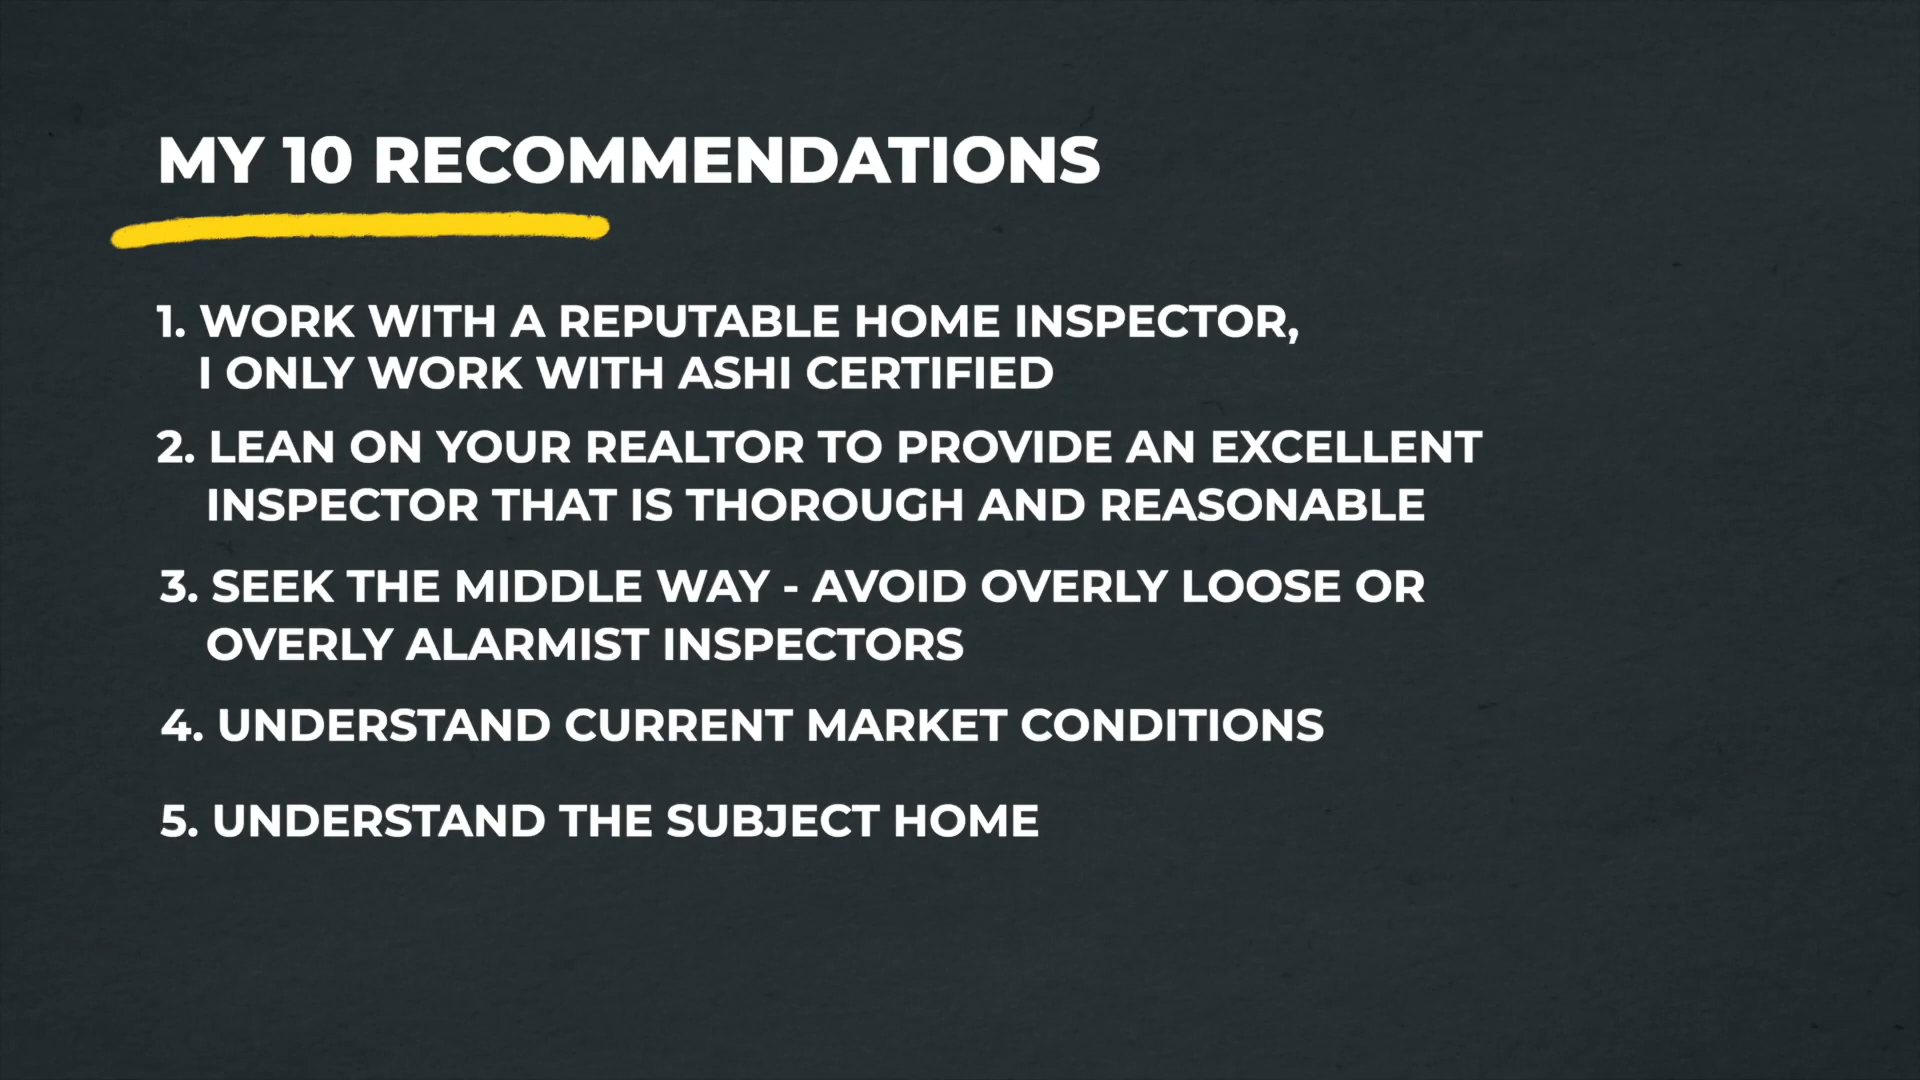 MY 10 RECOMMENDATIONS
1. WORK WITH A REPUTABLE HOME INSPECTOR,
I ONLY WORK WITH ASHI CERTIFIED
2. LEAN ON YOUR REALTOR TO PROVIDE AN EXCELLENT
INSPECTOR THAT IS THOROUGH AND REASONABLE
3. SEEK THE MIDDLE WAY - AVOID OVERLY LOOSE OR
OVERLY ALARMIST INSPECTORS
4. UNDERSTAND CURRENT MARKET CONDITIONS
5. UNDERSTAND THE SUBJECT HOME